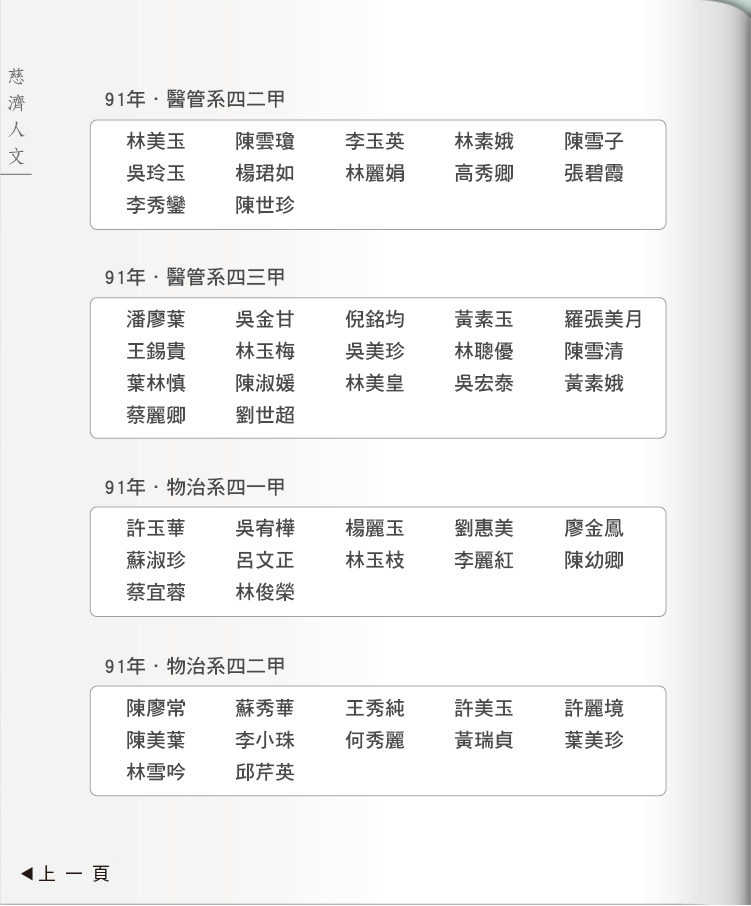 慈濟人文
91年·醫管系四二甲
林美玉 陳雲瓊 李玉英 林素娥 陳雪子
吳玲玉 楊珺如 林麗娟 高秀卿 張碧霞
李秀鑾 陳世珍
91年·醫管系四三甲
潘廖葉 吳金甘 倪銘均 黃素玉 羅張美月
王錫貴 林玉梅 吳美珍 林聰優 陳雪清
葉林慎 陳淑媛 林美皇 吳宏泰 黃素娥
蔡麗卿 劉世超
91年·物治系四一甲
許玉華 吳宥樺 楊麗玉 劉惠美 廖金鳳
蘇淑珍 呂文正 林玉枝 李麗紅 陳幼卿
蔡宜蓉 林俊榮
91年·物治系四二甲
陳廖常 蘇秀華 王秀純 許美玉 許麗境
陳美葉 李小珠 何秀麗 黃瑞貞 葉美珍
林雪吟 邱芹英
◀上一頁